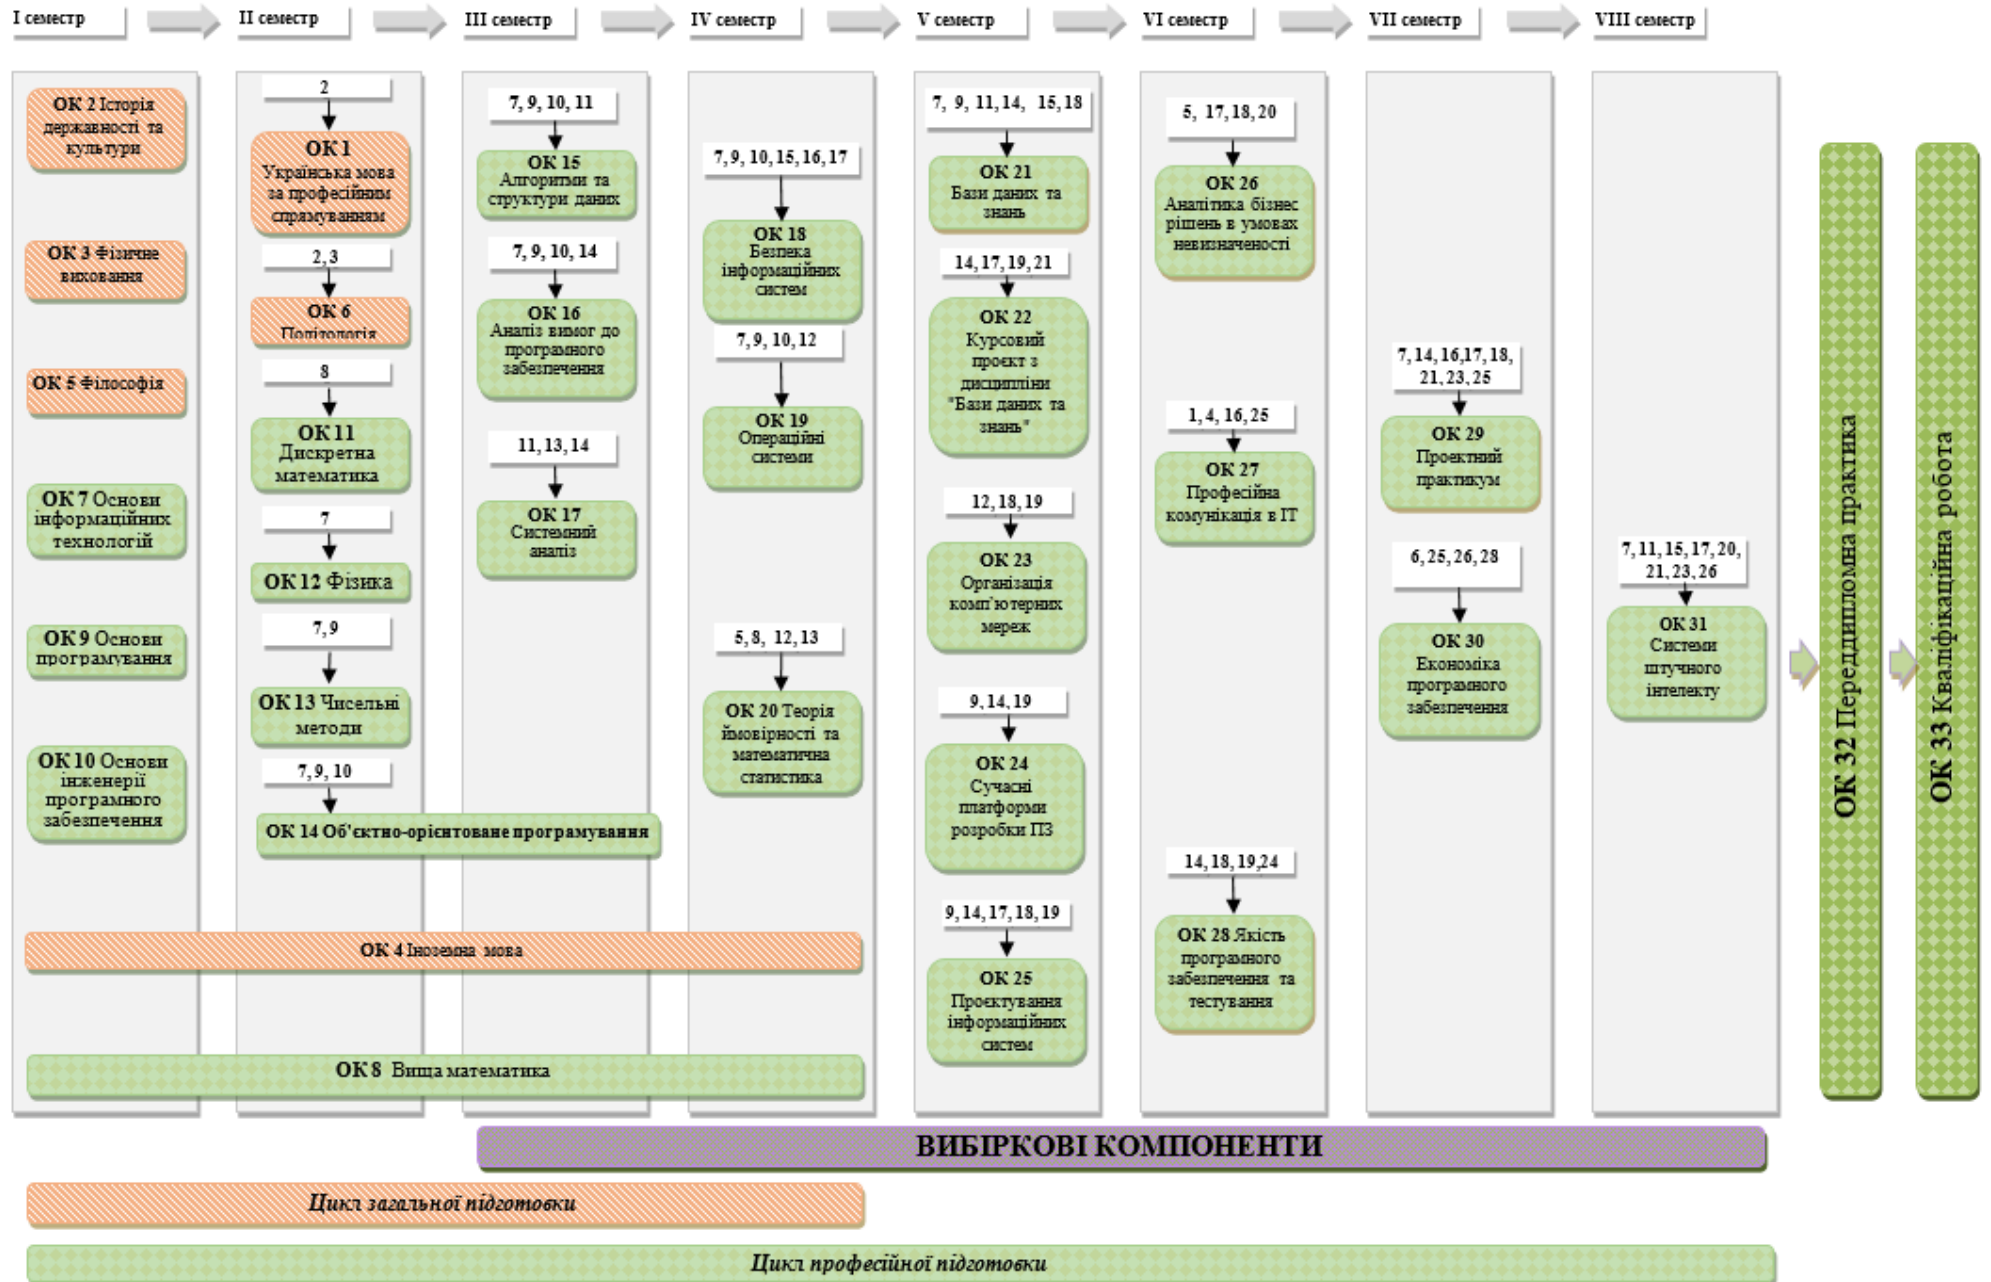 I семестр
II семестр
III семестр
IV семестр
V семестр
VI семестр
VII семестр
VIII семестр
ОК 2 Історія
державності та
культури
ОК 3 Фізичне
виховання
ОК 5 Філософія
ОК 7 Основи
інформаційних
технологій
ОК 9 Основи
програмування
ОК 10 Основи
інженерії
програмного
забезпечення
2
ОК 1
Українська мова
за професійним
спрямуванням
2, 3
ОК 6
Політологія
8
ОК 11
Дискретна
математика
7
ОК 12 Фізика
7, 9
ОК 13 Чисельні
методи
7, 9, 10
ОК 14 Об'єктно-орієнтоване програмування
7, 9, 10, 11
ОК 15
Алгоритми та
структури даних
7, 9, 10, 14
ОК 16
Аналіз вимог до
програмного
забезпечення
11, 13, 14
ОК 17
Системний
аналіз
7, 9, 10, 15, 16, 17
ОК 18
Безпека
інформаційних
систем
7, 9, 10, 12
ОК 19
Операційні
системи
5, 8, 12, 13
ОК 20 Теорія
ймовірності та
математична
статистика
ОК 4 Іноземна мова
ОК 8 Вища математика
7, 9, 11, 14, 15, 18
ОК 21
Бази даних та
знань
14, 17, 19, 21
ОК 22
Курсовий
проєкт з
дисципліни
"Бази даних та
знань"
12, 18, 19
ОК 23
Організація
комп'ютерних
мереж
9, 14, 19
ОК 24
Сучасні
платформи
розробки ПЗ
9, 14, 17, 18, 19
ОК 25
Проєктування
інформаційних
систем
5, 17, 18, 20
ОК 26
Аналітика бізнес
рішень в умовах
невизначеності
1, 4, 16, 25
ОК 27
Професійна
комунікація в ІТ
14, 18, 19, 24
ОК 28 Якість
програмного
забезпечення та
тестування
7, 14, 16, 17, 18,
21, 23, 25
ОК 29
Проектний
практикум
6, 25, 26, 28
ОК 30
Економіка
програмного
забезпечення
7, 11, 15, 17, 20,
21, 23, 26
ОК 31
Системи
штучного
інтелекту
ОК 32 Переддипломна практика
ОК 33 Кваліфікаційна робота
ВИБІРКОВІ КОМПОНЕНТИ
Цикл загальної підготовки
Цикл професійної підготовки